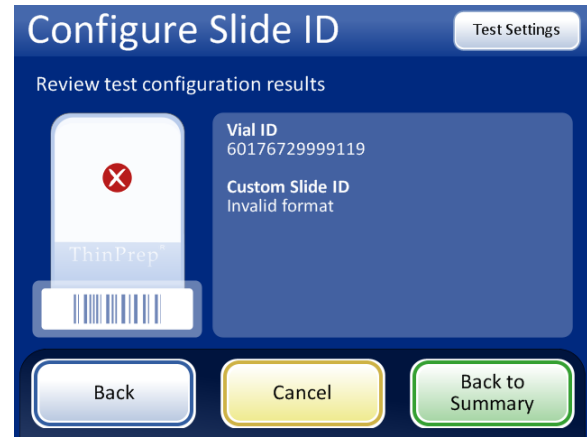 Configure Slide ID
Test Settings
Review test configuration results
Vial ID
60176729999119
Custom Slide ID
Invalid format
ThinPrep®
Back
Cancel
Back to
Summary